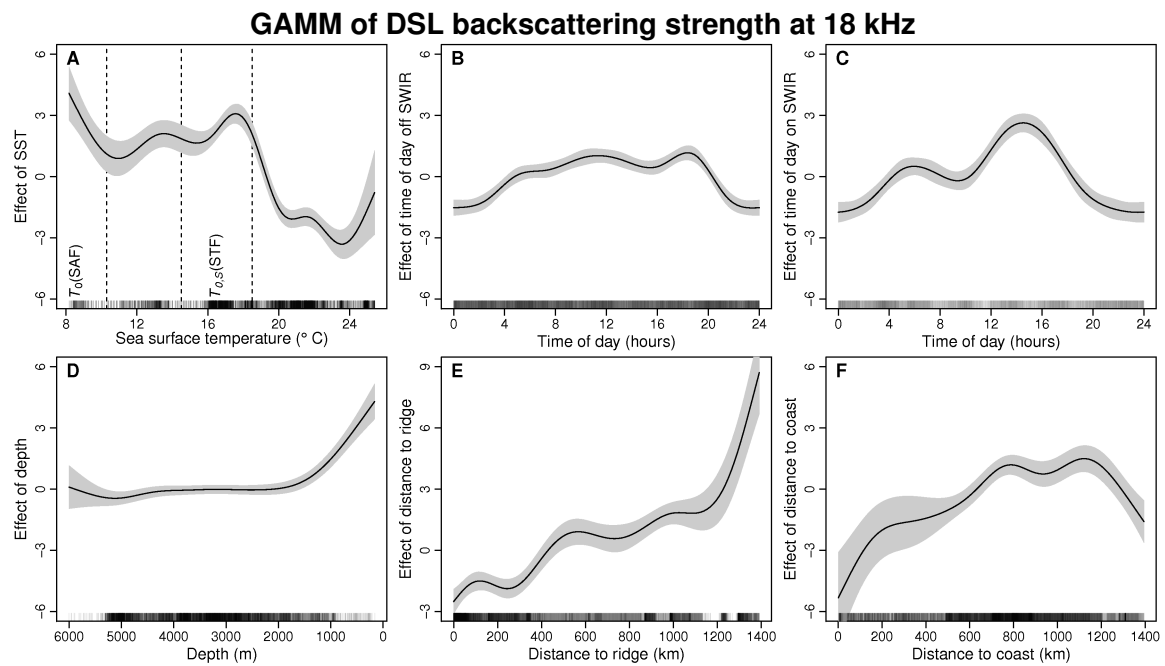 GAMM of DSL backscattering strength at 18 kHz
A
Effect of SST
6
3
0
−3
−6
T0(SAF)
T0,S(STF)
8 12 16 20 24
Sea surface temperature (° C)
B
Effect of time of day off SWIR
6
3
0
−3
−6
0 4 8 12 16 20 24
Time of day (hours)
C
Effect of time of day on SWIR
6
3
0
−3
−6
0 4 8 12 16 20 24
Time of day (hours)
D
Effect of depth
6
3
0
−3
−6
6000 5000 4000 3000 2000 1000 0
Depth (m)
E
Effect of distance to ridge
9
6
3
0
−3
0 200 400 600 800 1000 1200 1400
Distance to ridge (km)
F
Effect of distance to coast
6
3
0
−3
−6
0 200 400 600 800 1000 1200 1400
Distance to coast (km)